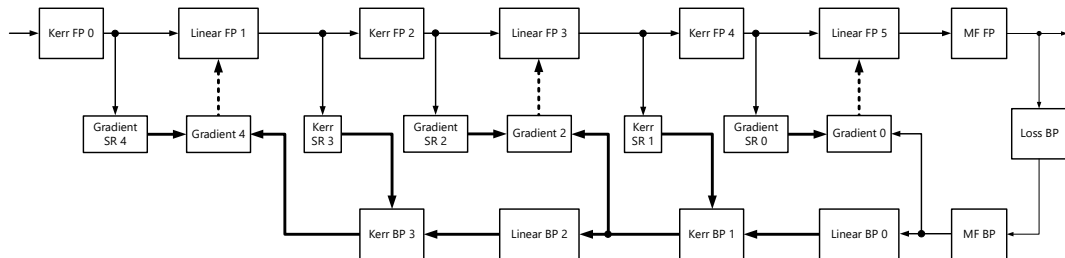 Kerr FP 0
Linear FP 1
Kerr FP 2
Linear FP 3
Kerr FP 4
Linear FP 5
MF FP
Gradient
SR 4
Gradient 4
Kerr
SR 3
Gradient
SR 2
Gradient 2
Kerr
SR 1
Gradient
SR 0
Gradient 0
Loss BP
Kerr BP 3
Linear BP 2
Kerr BP 1
Linear BP 0
MF BP